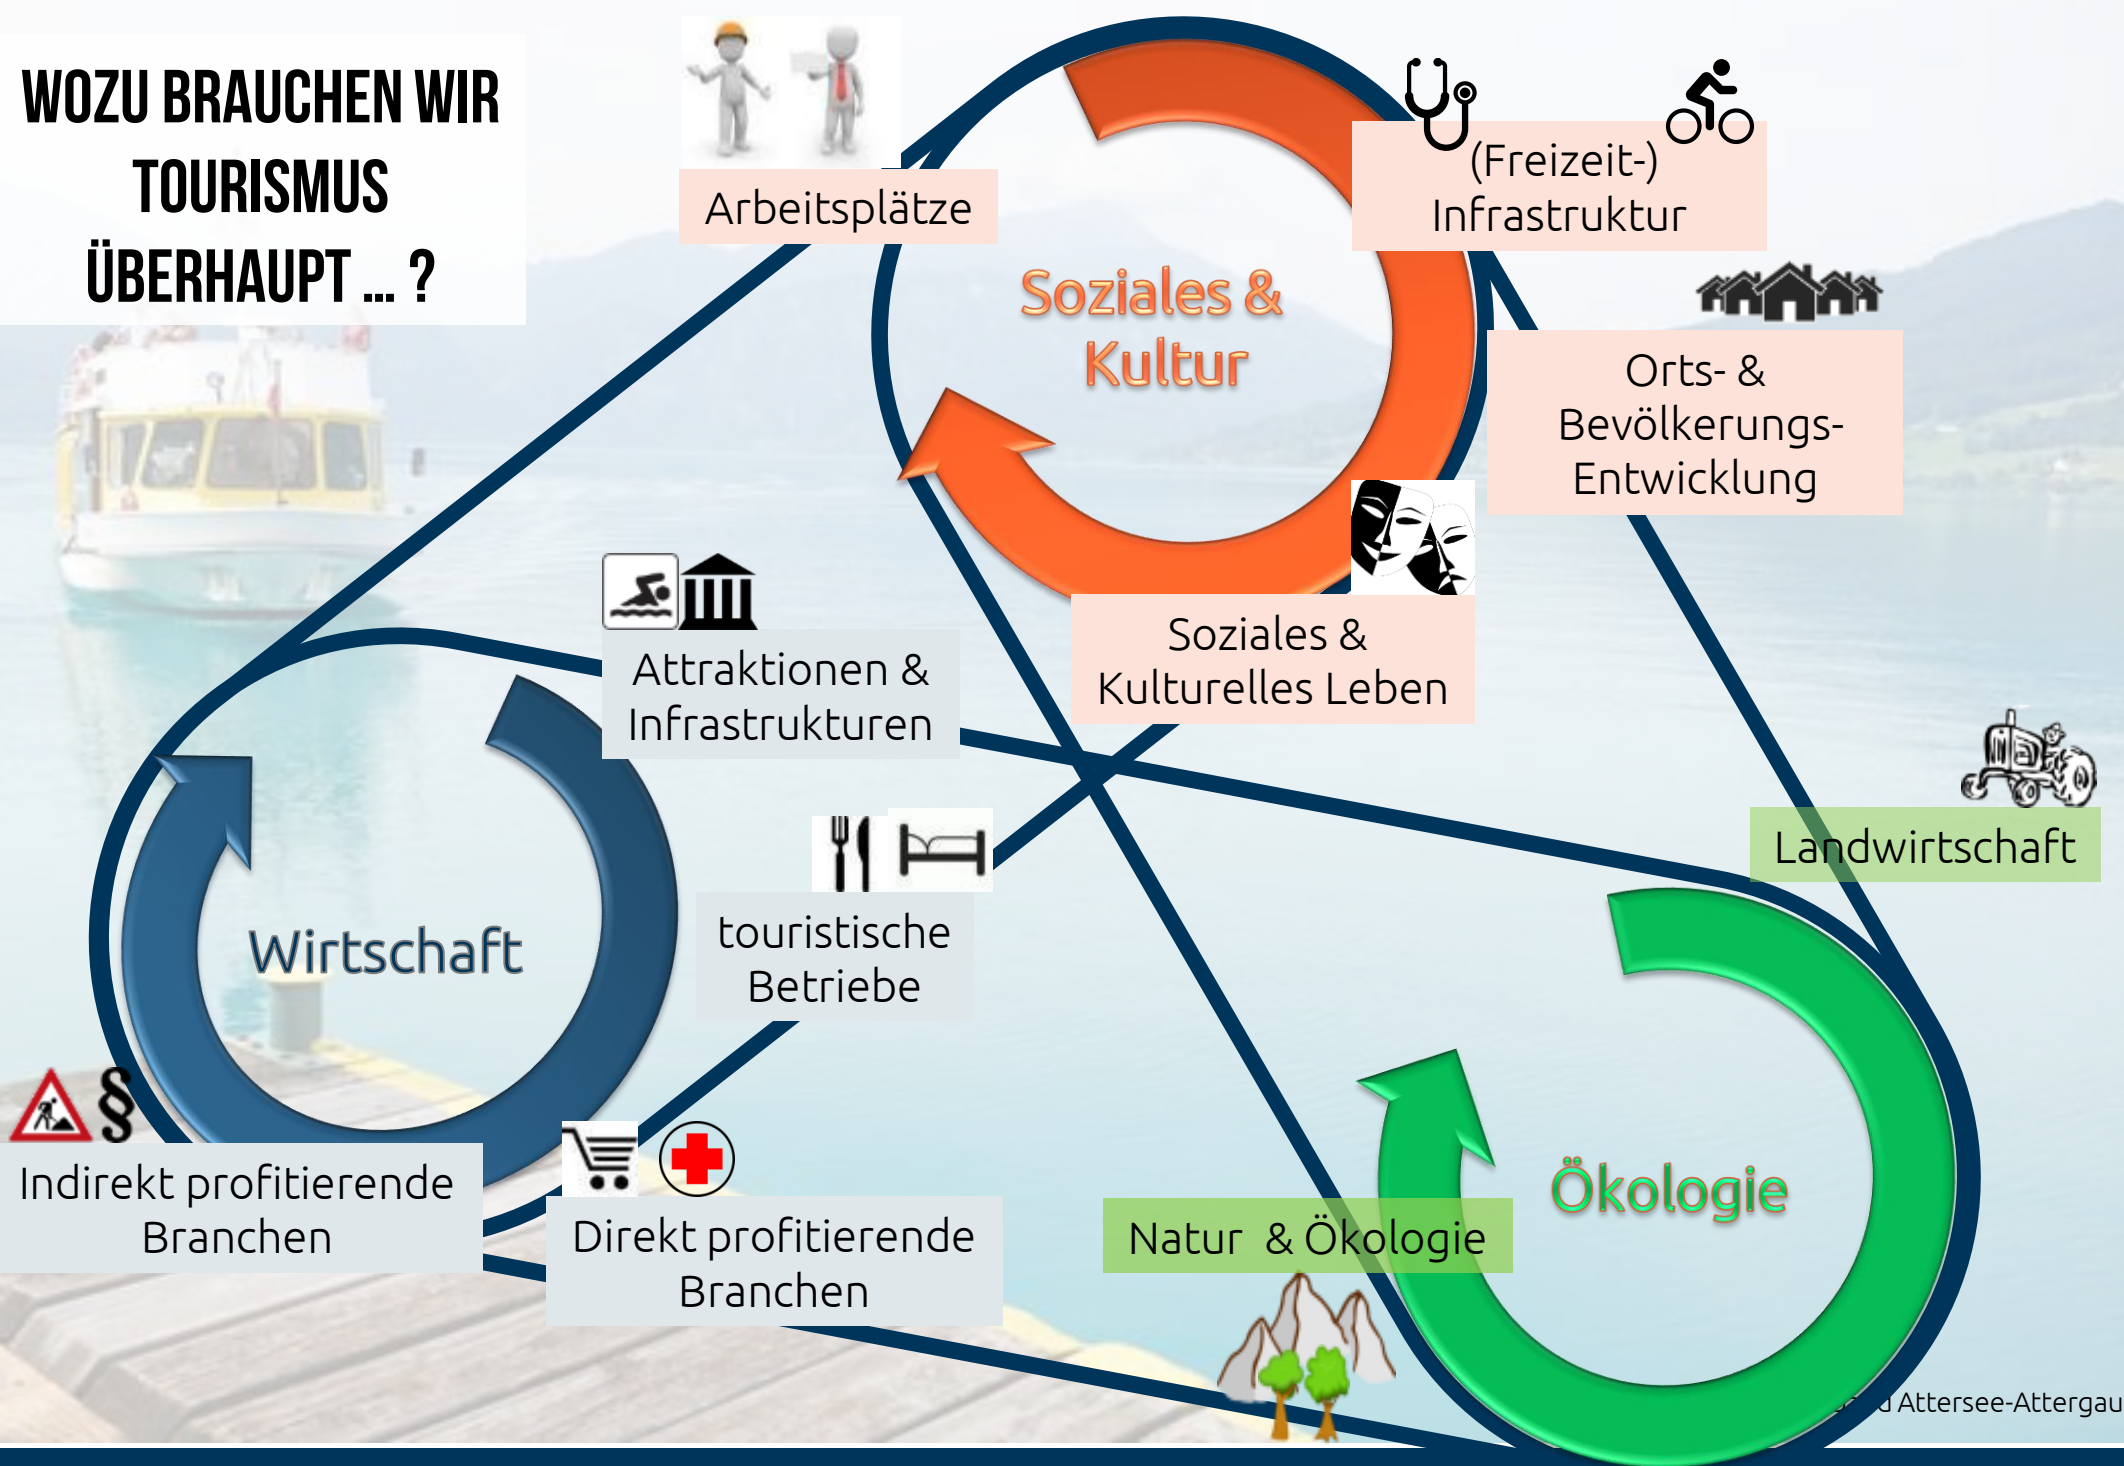 WOZU BRAUCHEN WIR
TOURISMUS
ÜBERHAUPT ... ?
Arbeitsplätze
(Freizeit-)
Infrastruktur
Soziales &
Kultur
Orts- &
Bevölkerungs-
Entwicklung
Soziales &
Kulturelles Leben
Attraktionen &
Infrastrukturen
Landwirtschaft
touristische
Betriebe
Wirtschaft
§
Indirekt profitierende
Branchen
Direkt profitierende
Branchen
Natur & Ökologie
Ökologie
Attersee-Attergau